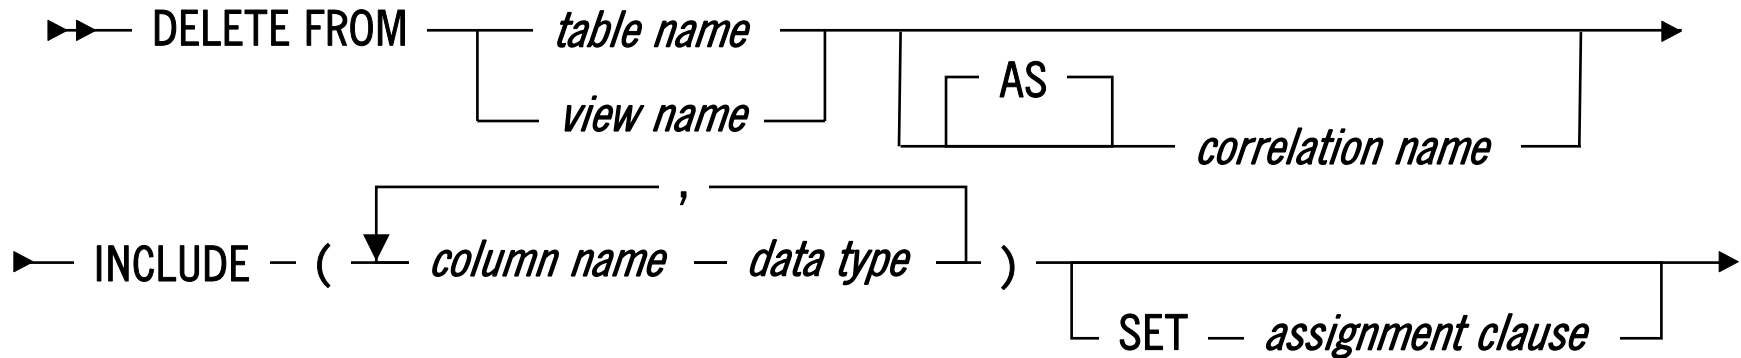 DELETE FROM table name
view name
AS
correlation name
,
INCLUDE ( column name data type )
SET assignment clause